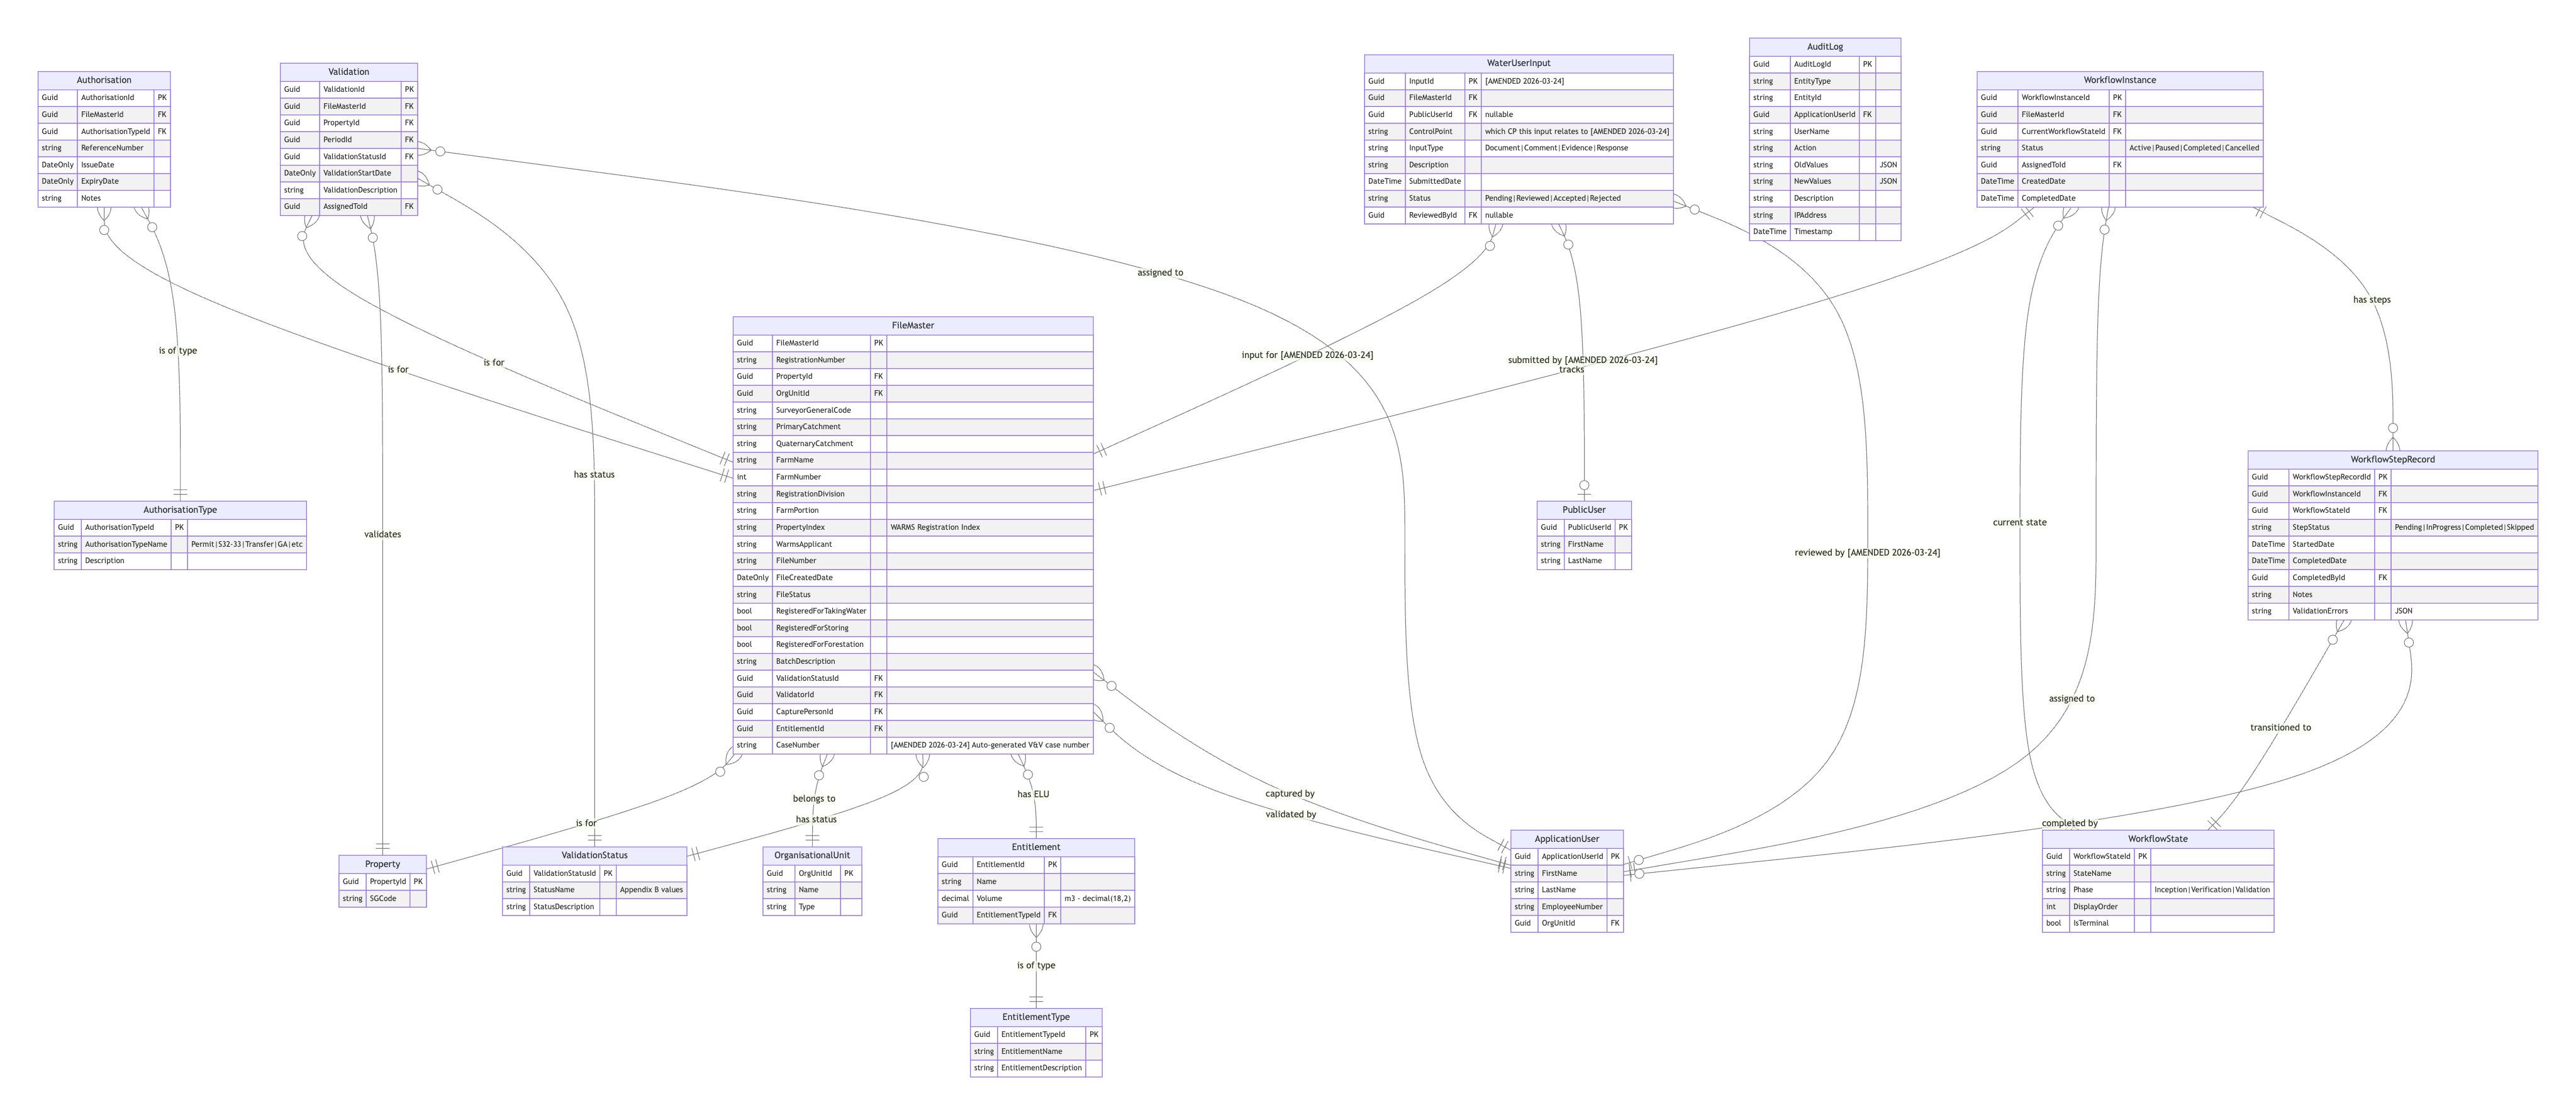 Authorisation
Guid AuthorisationId PK
Guid FileMasterId FK
Guid AuthorisationTypeId FK
string ReferenceNumber
DateOnly IssueDate
DateOnly ExpiryDate
string Notes
Validation
Guid ValidationId PK
Guid FileMasterId FK
Guid PropertyId FK
Guid PeriodId FK
Guid ValidationStatusId FK
DateOnly ValidationStartDate
string ValidationDescription
Guid AssignedToId FK
WaterUserInput
Guid InputId PK [AMENDED 2026-03-24]
Guid FileMasterId FK
Guid PublicUserId FK nullable
string ControlPoint which CP this input relates to [AMENDED 2026-03-24]
string InputType Document|Comment|Evidence|Response
string Description
DateTime SubmittedDate
string Status Pending|Reviewed|Accepted|Rejected
Guid ReviewedById FK nullable
AuditLog
Guid AuditLogId PK
string EntityType
string EntityId
Guid ApplicationUserId FK
string UserName
string Action
string OldValues JSON
string NewValues JSON
string Description
string IPAddress
DateTime Timestamp
WorkflowInstance
Guid WorkflowInstanceId PK
Guid FileMasterId FK
Guid CurrentWorkflowStateId FK
string Status Active|Paused|Completed|Cancelled
Guid AssignedToId FK
DateTime CreatedDate
DateTime CompletedDate
assigned to
has steps
is of type
is for
is for
input for [AMENDED 2026-03-24]
submitted by [AMENDED 2026-03-24]
tracks
FileMaster
Guid FileMasterId PK
string RegistrationNumber
Guid PropertyId FK
Guid OrgUnitId FK
string SurveyorGeneralCode
string PrimaryCatchment
string QuaternaryCatchment
string FarmName
int FarmNumber
string RegistrationDivision
string FarmPortion
string PropertyIndex WARMS Registration Index
string WarmsApplicant
string FileNumber
DateOnly FileCreatedDate
string FileStatus
bool RegisteredForTakingWater
bool RegisteredForStoring
bool RegisteredForForestation
string BatchDescription
Guid ValidationStatusId FK
Guid ValidatorId FK
Guid CapturePersonId FK
Guid EntitlementId FK
string CaseNumber [AMENDED 2026-03-24] Auto-generated V&V case number
has status
validates
current state
reviewed by [AMENDED 2026-03-24]
AuthorisationType
Guid AuthorisationTypeId PK
string AuthorisationTypeName Permit|S32-33|Transfer|GA|etc
string Description
PublicUser
Guid PublicUserId PK
string FirstName
string LastName
WorkflowStepRecord
Guid WorkflowStepRecordId PK
Guid WorkflowInstanceId FK
Guid WorkflowStateId FK
string StepStatus Pending|InProgress|Completed|Skipped
DateTime StartedDate
DateTime CompletedDate
Guid CompletedById FK
string Notes
string ValidationErrors JSON
assigned to
transitioned to
captured by
validated by
completed by
belongs to
has status
has ELU
is for
Property
Guid PropertyId PK
string SGCode
ValidationStatus
Guid ValidationStatusId PK
string StatusName Appendix B values
string StatusDescription
OrganisationalUnit
Guid OrgUnitId PK
string Name
string Type
Entitlement
Guid EntitlementId PK
string Name
decimal Volume m3 - decimal(18,2)
Guid EntitlementTypeId FK
ApplicationUser
Guid ApplicationUserId PK
string FirstName
string LastName
string EmployeeNumber
Guid OrgUnitId FK
WorkflowState
Guid WorkflowStateId PK
string StateName
string Phase Inception|Verification|Validation
int DisplayOrder
bool IsTerminal
is of type
EntitlementType
Guid EntitlementTypeId PK
string EntitlementName
string EntitlementDescription